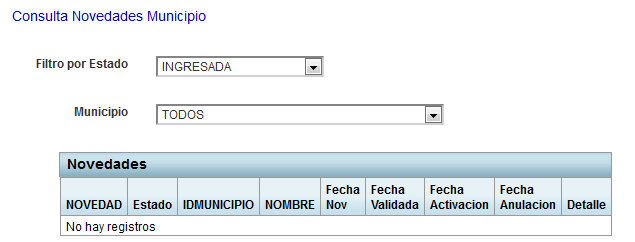 Consulta Novedades Municipio
Filtro por Estado INGRESADA
Municipio TODOS
Novedades
NOVEDAD Estado IDMUNICIPIO NOMBRE Fecha Nov Fecha Validada Fecha Activacion Fecha Anulacion Detalle
No hay registros